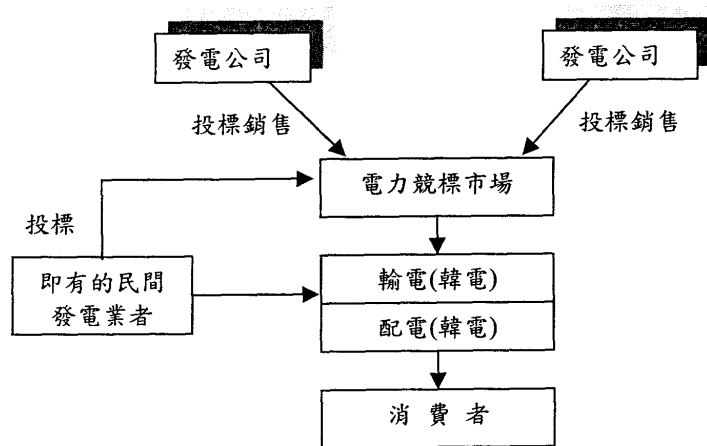 發電公司
發電公司
投標銷售
投標銷售
電力競標市場
投標
即有的民間
發電業者
輸電(韓電)
配電(韓電)
消費者